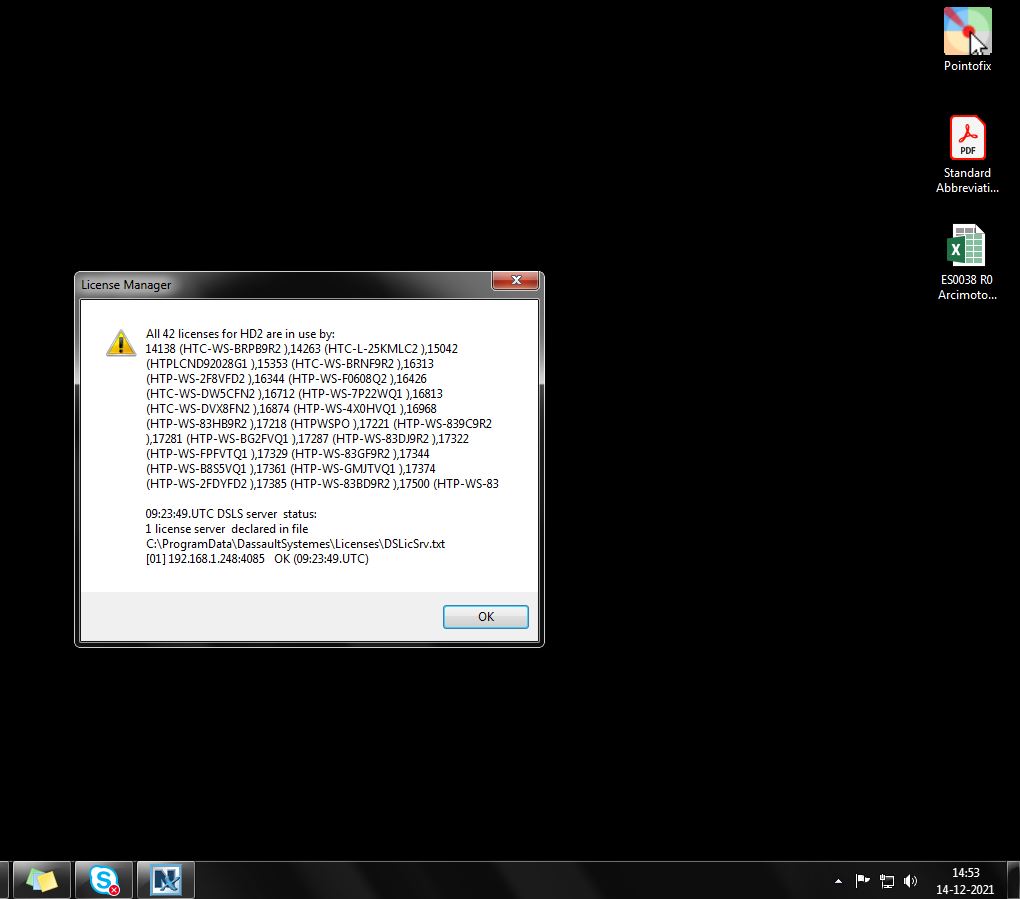 Pointofix
PDF
Standard
Abbreviati...
X
ES0038 R0
Arcimoto...
License Manager
All 42 licenses for HD2 are in use by:
14138 (HTC-WS-BRPB9R2 ),14263 (HTC-L-25KMLC2 ),15042
(HTPLCND92028G1 ),15353 (HTC-WS-BRNF9R2 ),16313
(HTP-WS-2F8VFD2 ),16344 (HTP-WS-F0608Q2 ),16426
(HTC-WS-DW5CFN2 ),16712 (HTP-WS-7P22WQ1 ),16813
(HTC-WS-DVX8FN2 ),16874 (HTP-WS-4X0HVQ1 ),16968
(HTP-WS-83HB9R2 ),17218 (HTPWSPO ),17221 (HTP-WS-839C9R2
),17281 (HTP-WS-BG2FVQ1 ),17287 (HTP-WS-83DJ9R2 ),17322
(HTP-WS-FPFVTQ1 ),17329 (HTP-WS-83GF9R2 ),17344
(HTP-WS-B8S5VQ1 ),17361 (HTP-WS-GMJTVQ1 ),17374
(HTP-WS-2FDYFD2 ),17385 (HTP-WS-83BD9R2 ),17500 (HTP-WS-83
09:23:49.UTC DSLS server  status:
1 license server  declared in file
C:\ProgramData\DassaultSystemes\Licenses\DSLicSrv.txt
[01] 192.168.1.248:4085   OK (09:23:49.UTC)
OK
14:53
14-12-2021